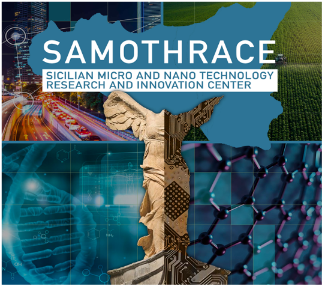 SAMOTHRACE
SICILIAN MICRO AND NANO TECHNOLOGY
RESEARCH AND INNOVATION CENTER